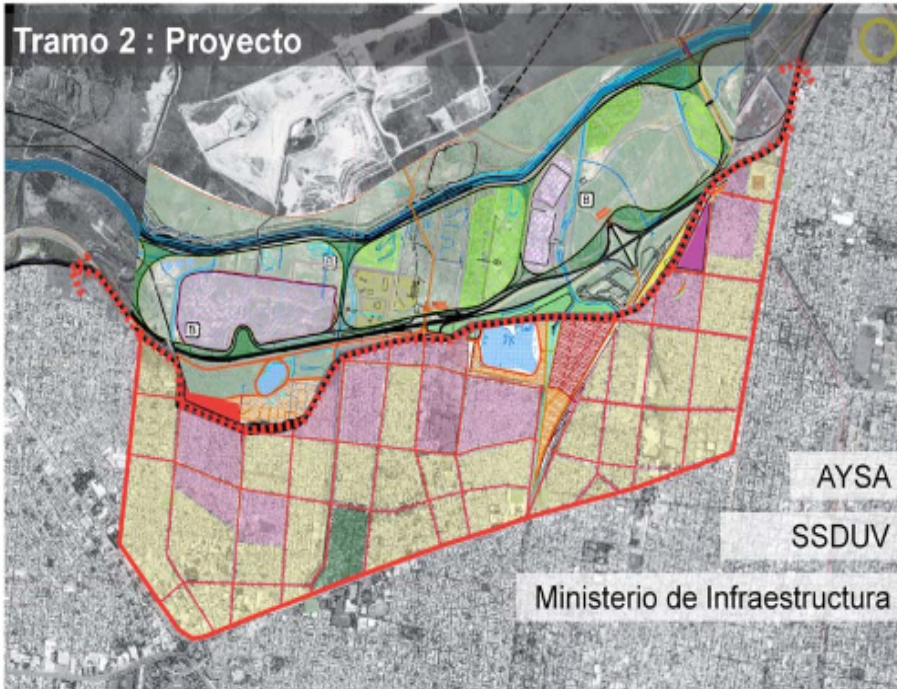 Tramo 2 : Proyecto
B
B
AYSA
SSDUV
Ministerio de Infraestructura